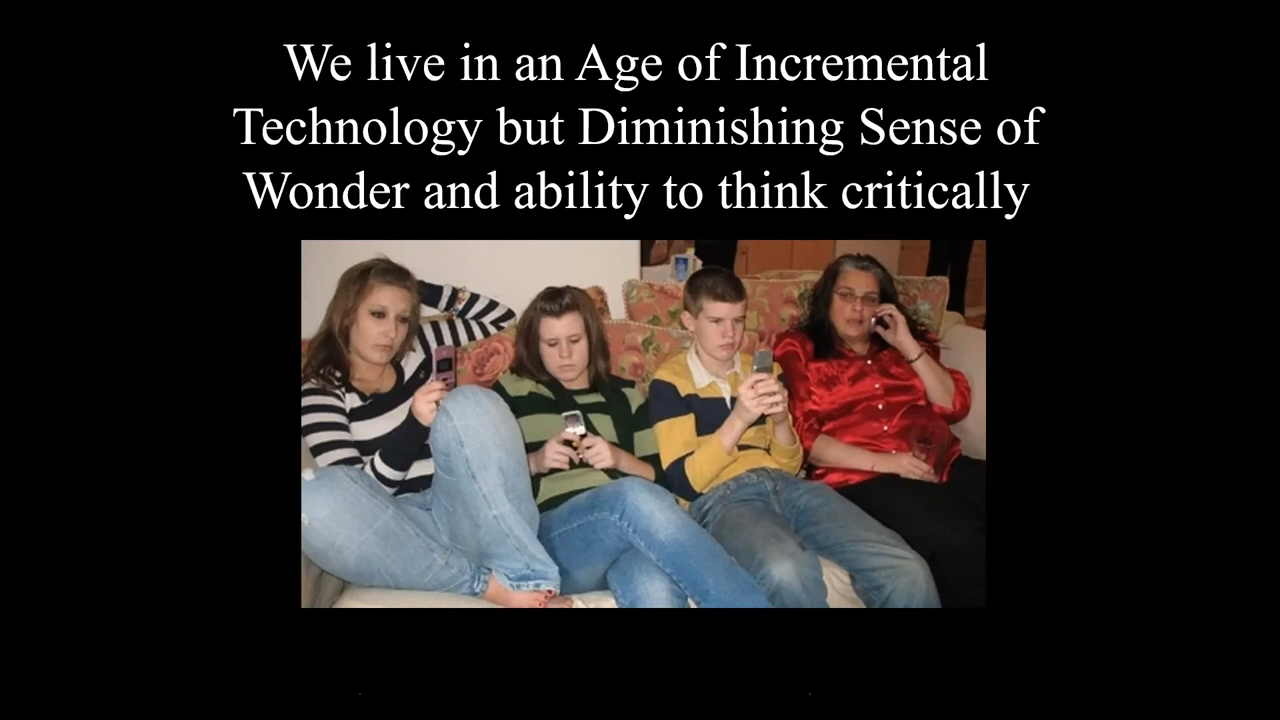 We live in an Age of Incremental
Technology but Diminishing Sense of
Wonder and ability to think critically